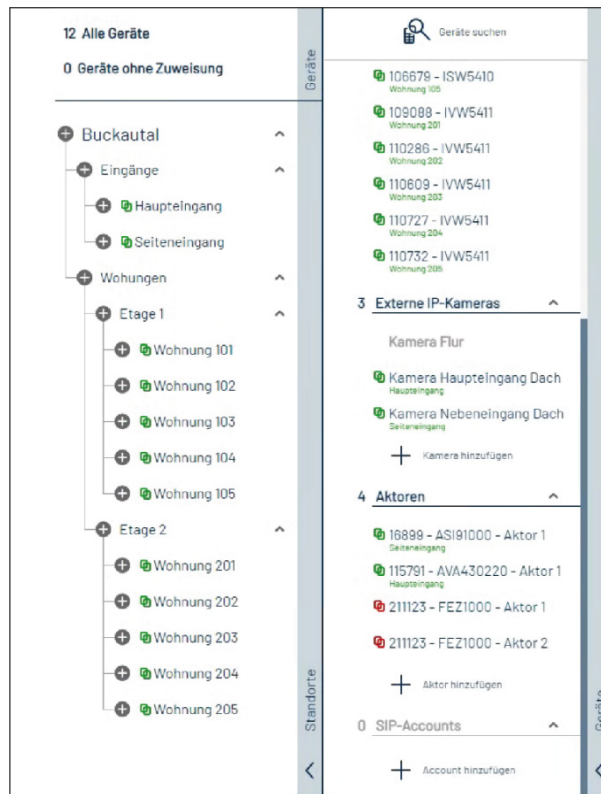 12 Alle Geräte
0 Geräte ohne Zuweisung
Geräte
Buckautal
Eingänge
Haupteingang
Seiteneingang
Wohungen
Etage 1
Wohnung 101
Wohnung 102
Wohnung 103
Wohnung 104
Wohnung 105
Etage 2
Wohnung 201
Wohnung 202
Wohnung 203
Wohnung 204
Wohnung 205
Standorte
Geräte suchen
106679 - ISW5410
Wohnung 105
109088 - IVW5411
Wohnung 201
110286 - IVW5411
Wohnung 202
110609 - IVW5411
Wohnung 203
110727 - IVW5411
Wohnung 204
110732 - IVW5411
Wohnung 205
3 Externe IP-Kameras
Kamera Flur
Kamera Haupteingang Dach
Haupteingang
Kamera Nebeneingang Dach
Seiteneingang
Kamera hinzufügen
4 Aktoren
16899 - ASI91000 - Aktor 1
Seiteneingang
115791 - AVA430220 - Aktor 1
Haupteingang
211123 - FEZ1000 - Aktor 1
211123 - FEZ1000 - Aktor 2
Aktor hinzufügen
0 SIP-Accounts
Account hinzufügen
Geräte